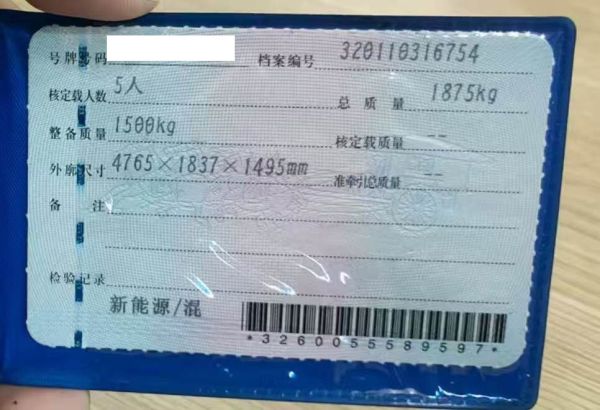 号牌号码 档案编号 320110316754
核定载人数 5人 总质量 1875kg
整备质量 1500kg 核定载质量 --
外廓尺寸 4765×1837×1495mm 准牵引总质量 --
备注
检验记录
新能源/混
*3260055589597*